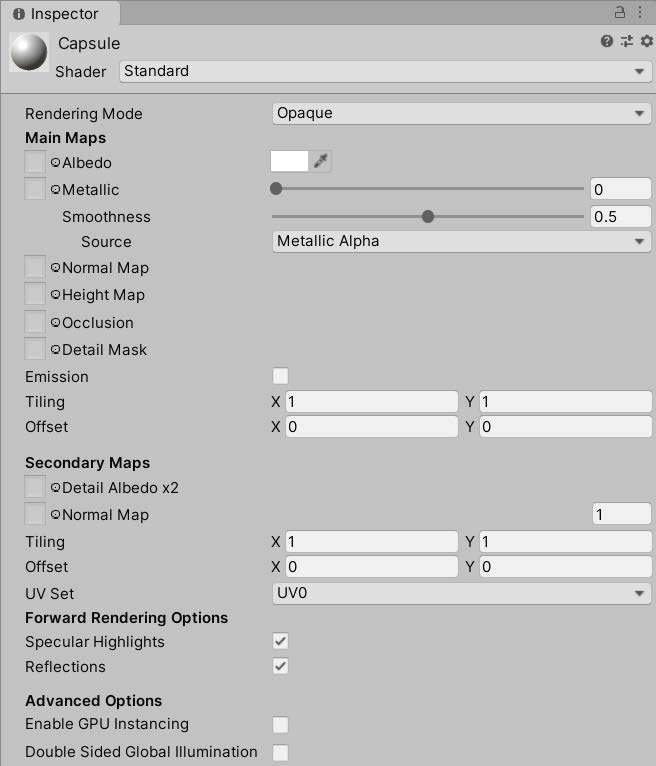 Inspector
Capsule
Shader Standard
Rendering Mode Opaque
Main Maps
Albedo
Metallic 0
Smoothness 0.5
Source Metallic Alpha
Normal Map
Height Map
Occlusion
Detail Mask
Emission
Tiling X 1 Y 1
Offset X 0 Y 0
Secondary Maps
Detail Albedo x2
Normal Map 1
Tiling X 1 Y 1
Offset X 0 Y 0
UV Set UV0
Forward Rendering Options
Specular Highlights
Reflections
Advanced Options
Enable GPU Instancing
Double Sided Global Illumination